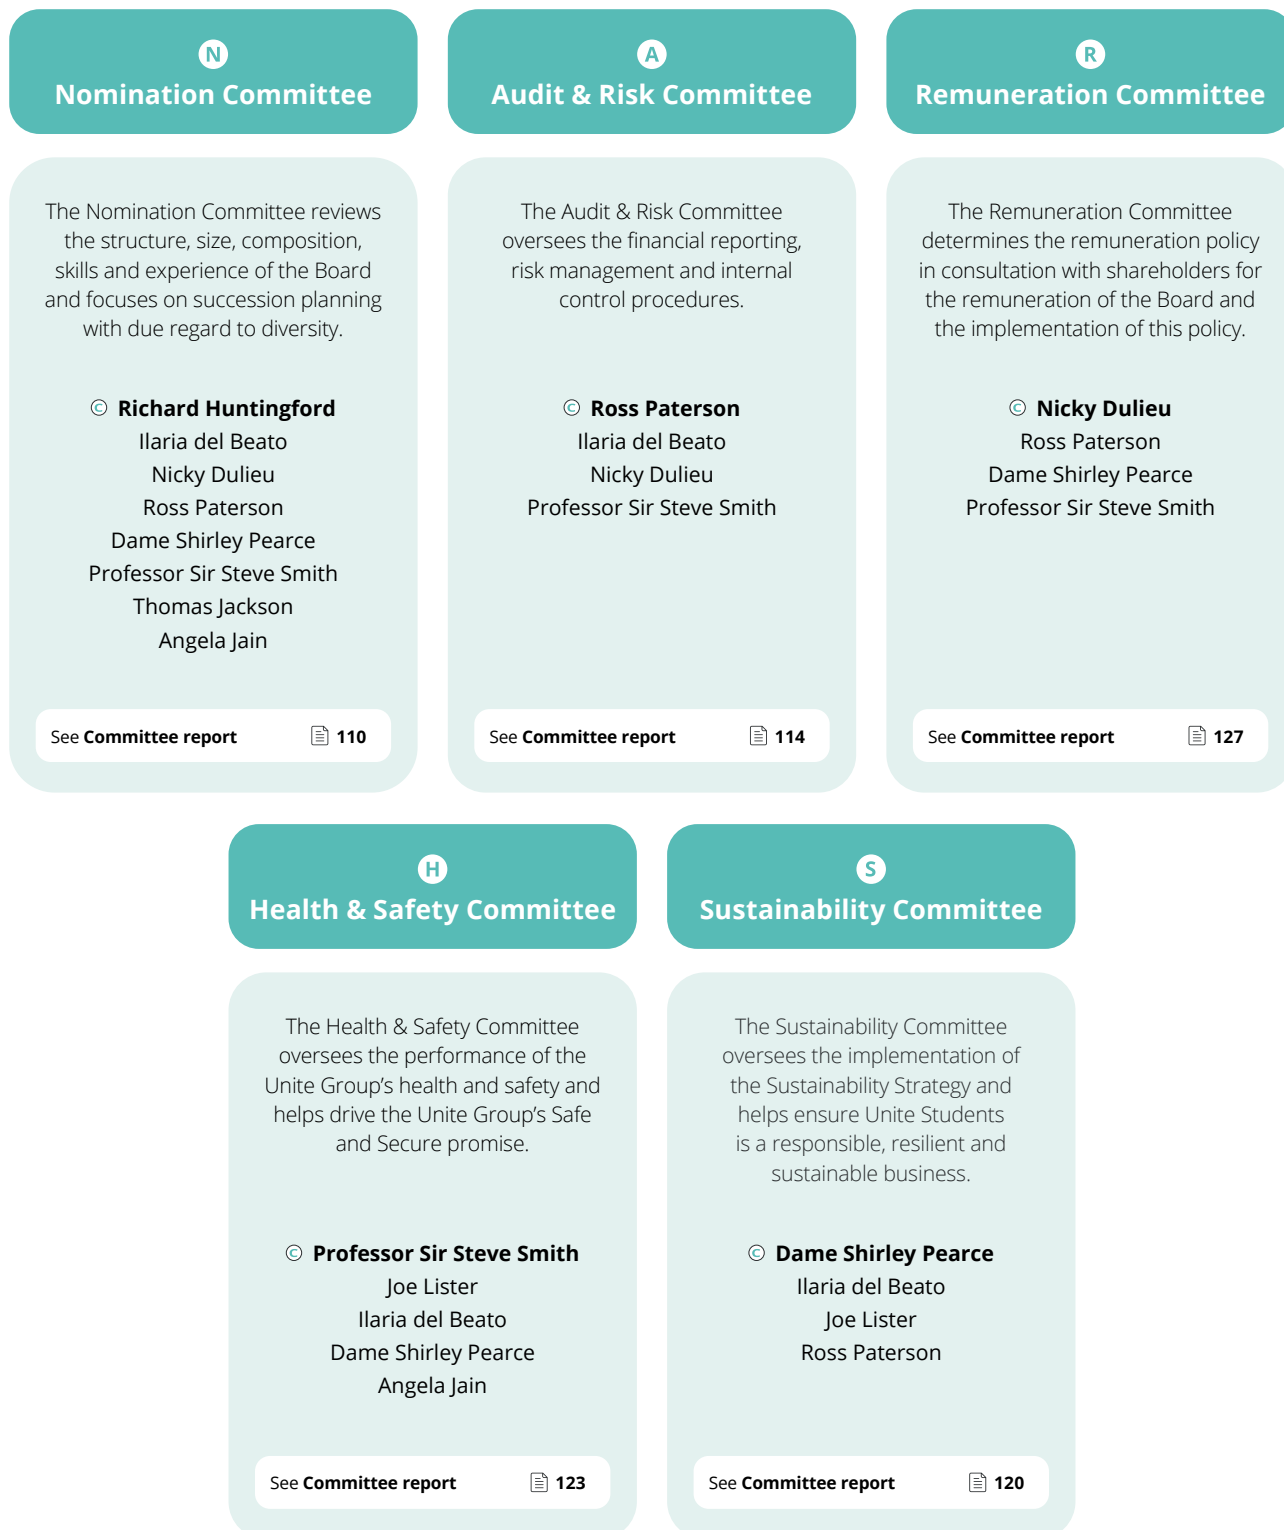 N
Nomination Committee
The Nomination Committee reviews
the structure, size, composition,
skills and experience of the Board
and focuses on succession planning
with due regard to diversity.
C Richard Huntingford
Ilaria del Beato
Nicky Dulieu
Ross Paterson
Dame Shirley Pearce
Professor Sir Steve Smith
Thomas Jackson
Angela Jain
See Committee report 110
A
Audit & Risk Committee
The Audit & Risk Committee
oversees the financial reporting,
risk management and internal
control procedures.
C Ross Paterson
Ilaria del Beato
Nicky Dulieu
Professor Sir Steve Smith
See Committee report 114
R
Remuneration Committee
The Remuneration Committee
determines the remuneration policy
in consultation with shareholders for
the remuneration of the Board and
the implementation of this policy.
C Nicky Dulieu
Ross Paterson
Dame Shirley Pearce
Professor Sir Steve Smith
See Committee report 127
H
Health & Safety Committee
The Health & Safety Committee
oversees the performance of the
Unite Group’s health and safety and
helps drive the Unite Group’s Safe
and Secure promise.
C Professor Sir Steve Smith
Joe Lister
Ilaria del Beato
Dame Shirley Pearce
Angela Jain
See Committee report 123
S
Sustainability Committee
The Sustainability Committee
oversees the implementation of
the Sustainability Strategy and
helps ensure Unite Students
is a responsible, resilient and
sustainable business.
C Dame Shirley Pearce
Ilaria del Beato
Joe Lister
Ross Paterson
See Committee report 120